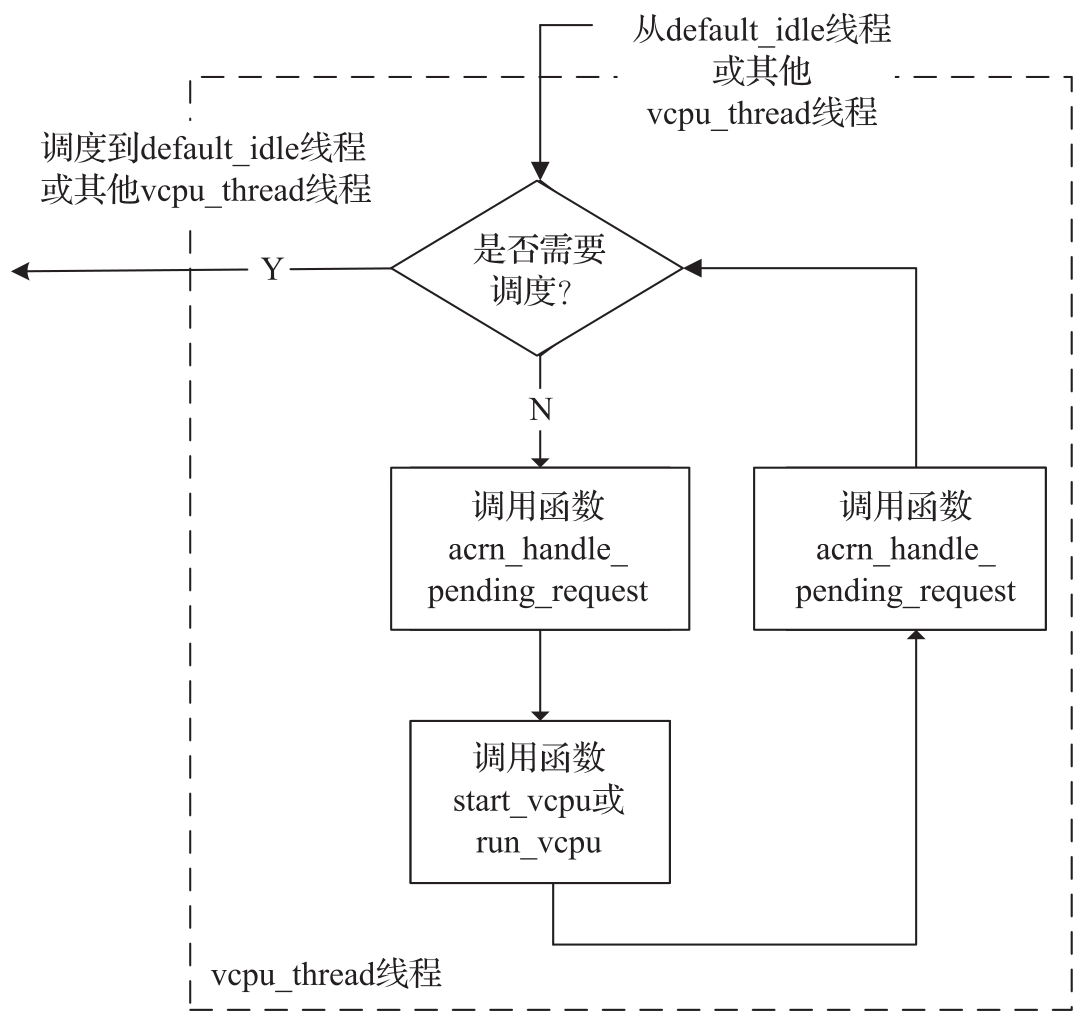 从default_idle线程
或其他
vcpu_thread线程
调度到default_idle线程
或其他vcpu_thread线程
是否需要
调度?
Y
N
调用函数
acrn_handle_
pending_request
调用函数
acrn_handle_
pending_request
调用函数
start_vcpu或
run_vcpu
vcpu_thread线程